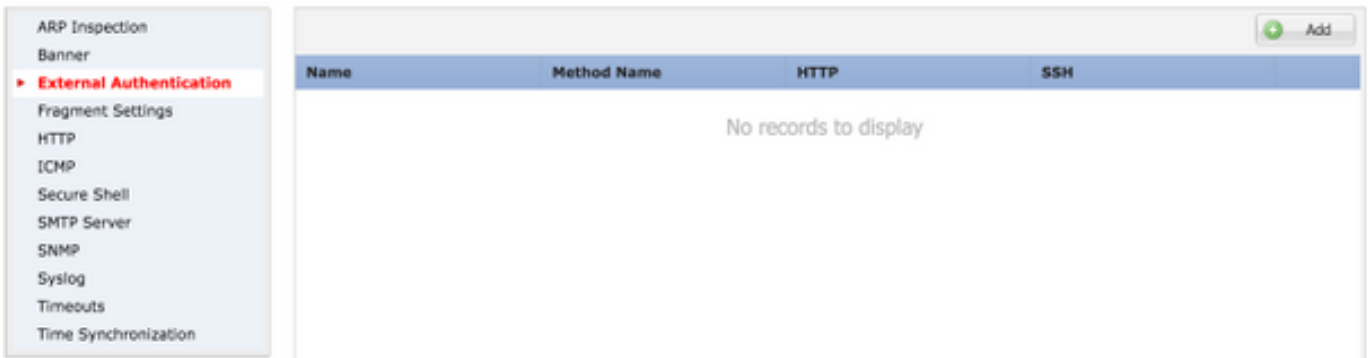 ARP Inspection
Banner
External Authentication
Fragment Settings
HTTP
ICMP
Secure Shell
SMTP Server
SNMP
Syslog
Timeouts
Time Synchronization
Add
Name Method Name HTTP SSH
No records to display